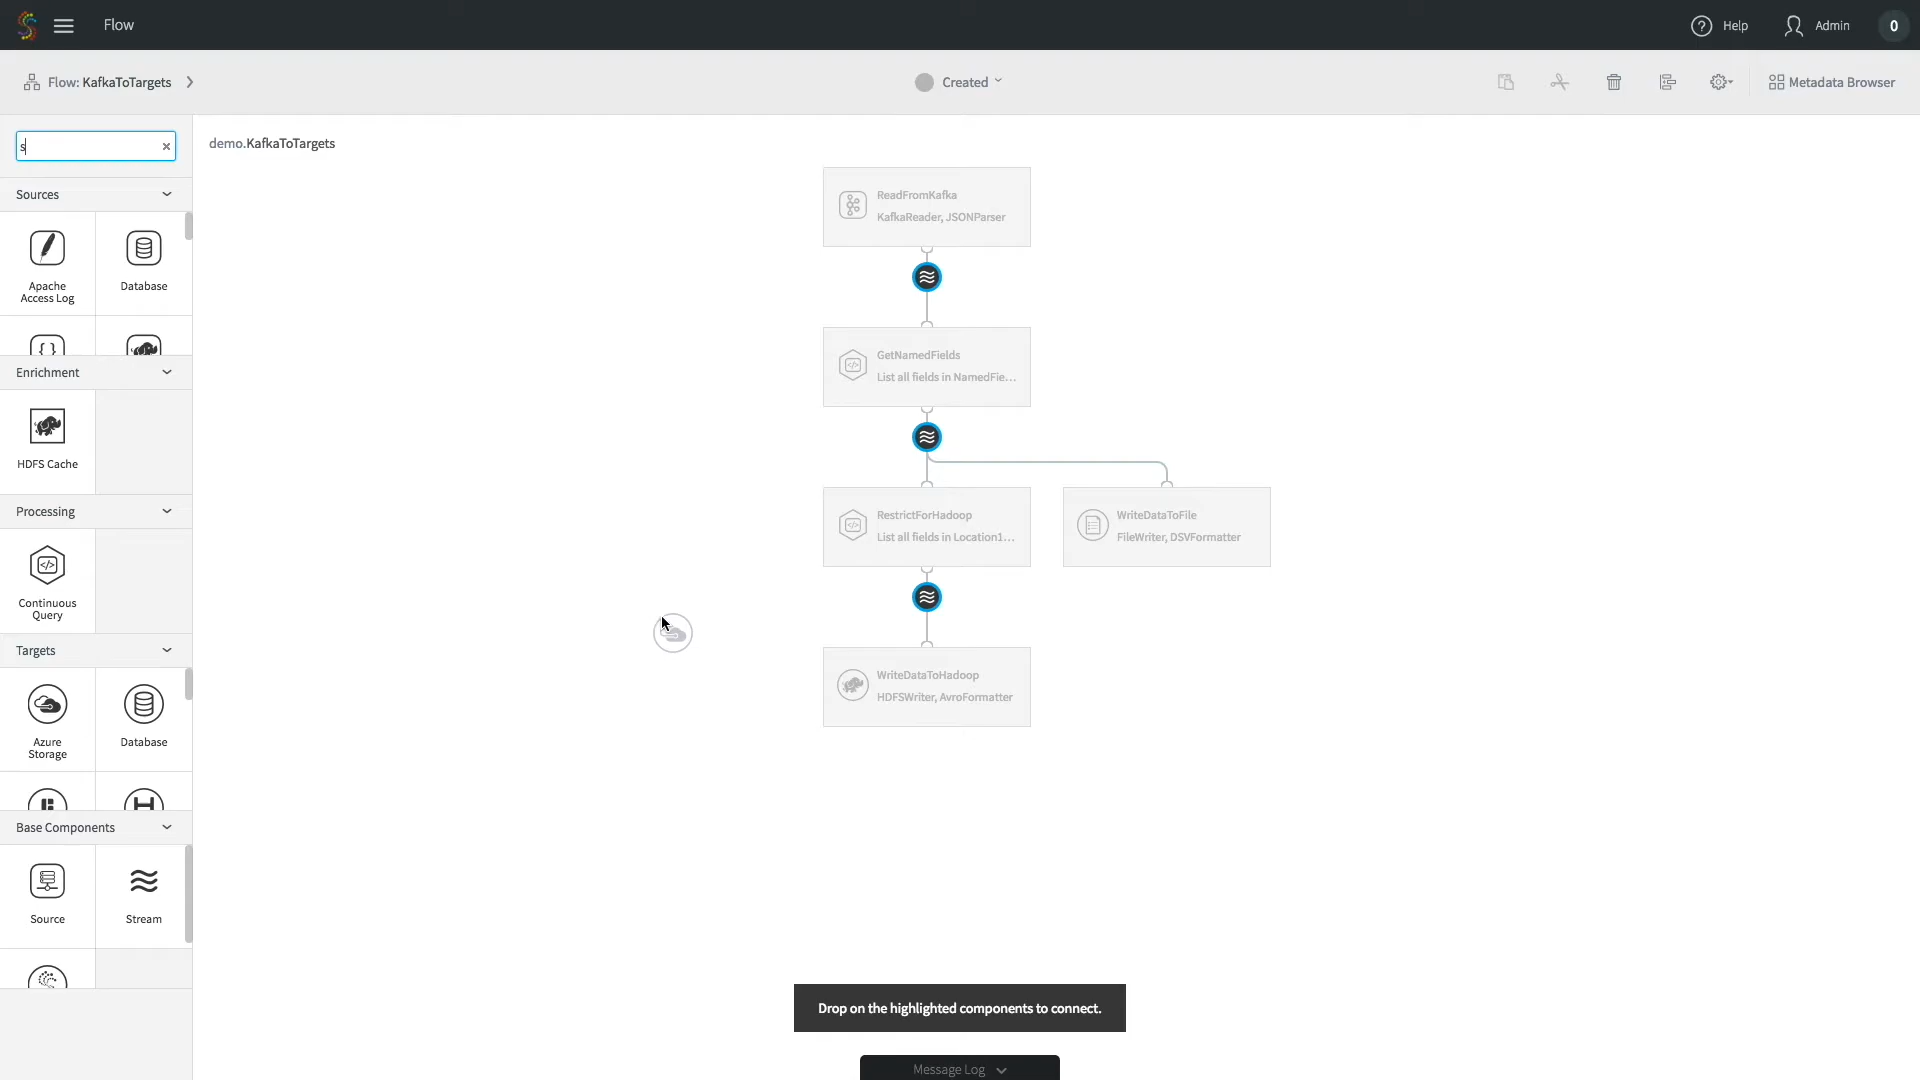 Flow
Help
Admin
0
Flow: KafkaToTargets
Created
Metadata Browser
s
demo.KafkaToTargets
Sources
Apache
Access Log
Database
Enrichment
HDFS Cache
Processing
Continuous
Query
Targets
Azure
Storage
Database
Base Components
Source
Stream
ReadFromKafka
KafkaReader, JSONParser
GetNamedFields
List all fields in NamedFie...
RestrictForHadoop
List all fields in Location1...
WriteDataToFile
FileWriter, DSVFormatter
WriteDataToHadoop
HDFSWriter, AvroFormatter
Drop on the highlighted components to connect.
Message Log